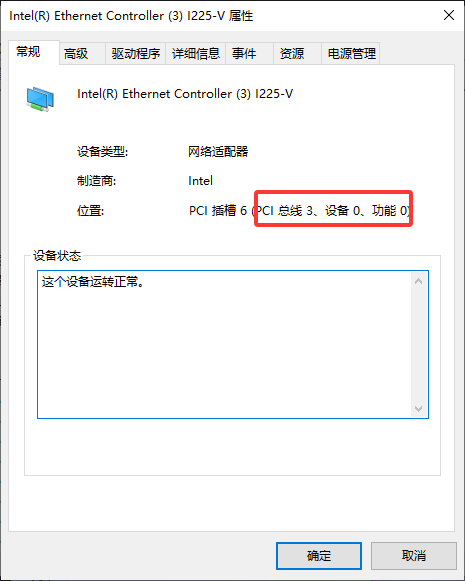 Intel(R) Ethernet Controller (3) I225-V 属性
常规 高级 驱动程序 详细信息 事件 资源 电源管理
Intel(R) Ethernet Controller (3) I225-V
设备类型: 网络适配器
制造商: Intel
位置: PCI 插槽 6 (PCI 总线 3、设备 0、功能 0)
设备状态
这个设备运转正常。
确定 取消